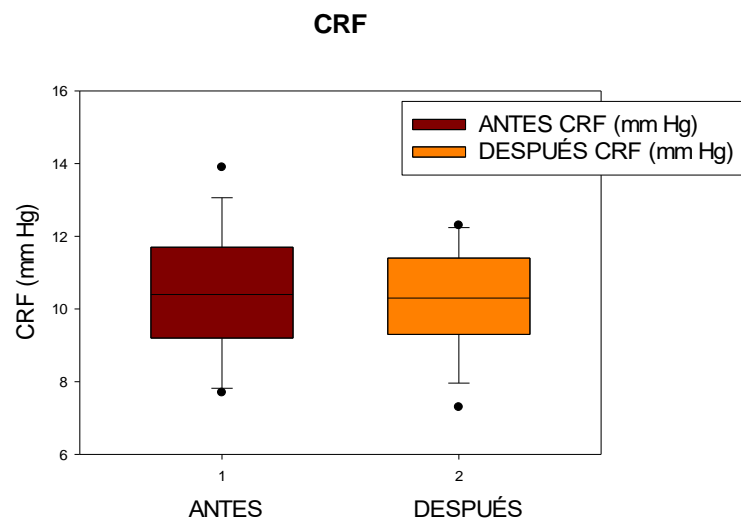 CRF
16
14
12
10
8
6
CRF (mm Hg)
ANTES CRF (mm Hg)
DESPUÉS CRF (mm Hg)
1
2
ANTES
DESPUÉS